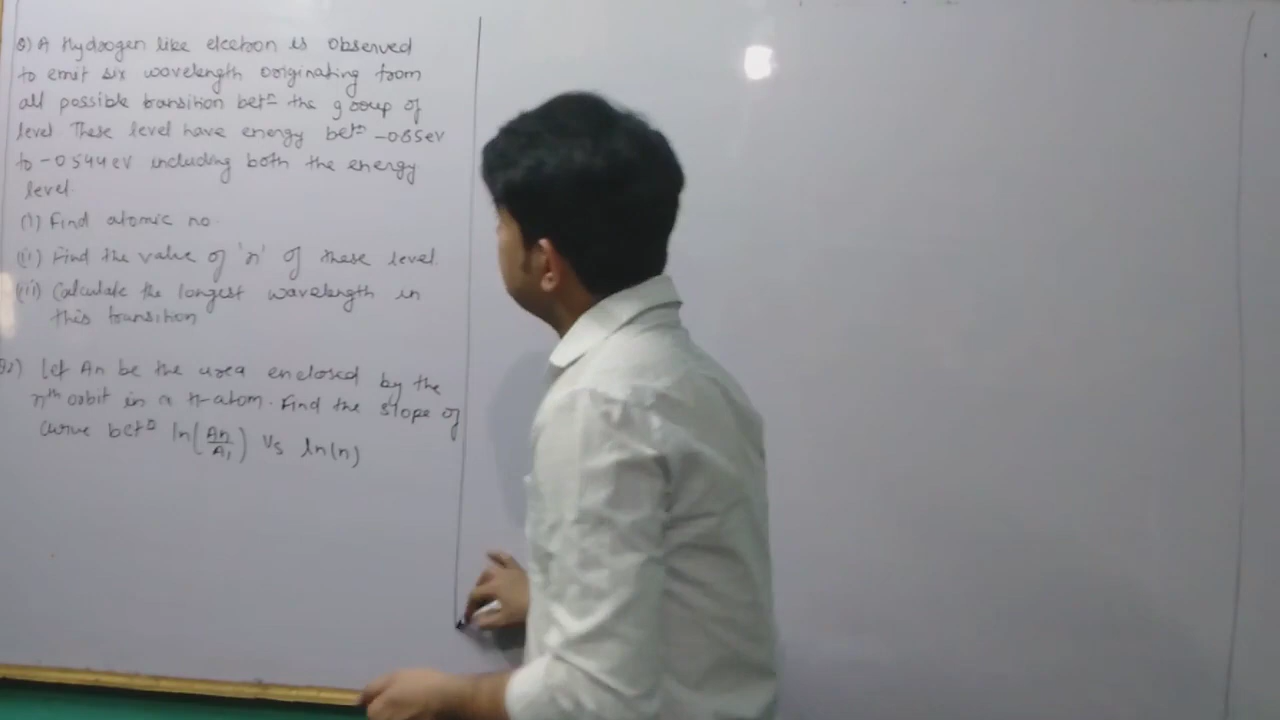 Q) A Hydrogen like electron is observed
to emit six wavelength originating from
all possible transition betⁿ the group of
level These level have energy betⁿ -0.85ev
to -0.544ev including both the energy
level.
(i) Find atomic no.
(ii) Find the value of 'n' of these level.
(iii) Calculate the longest wavelength in
this transition
Q2) Let An be the area enclosed by the
nᵗʰ orbit in a H-atom. Find the slope of
curve betⁿ ln(An/A₁) Vs ln(n)